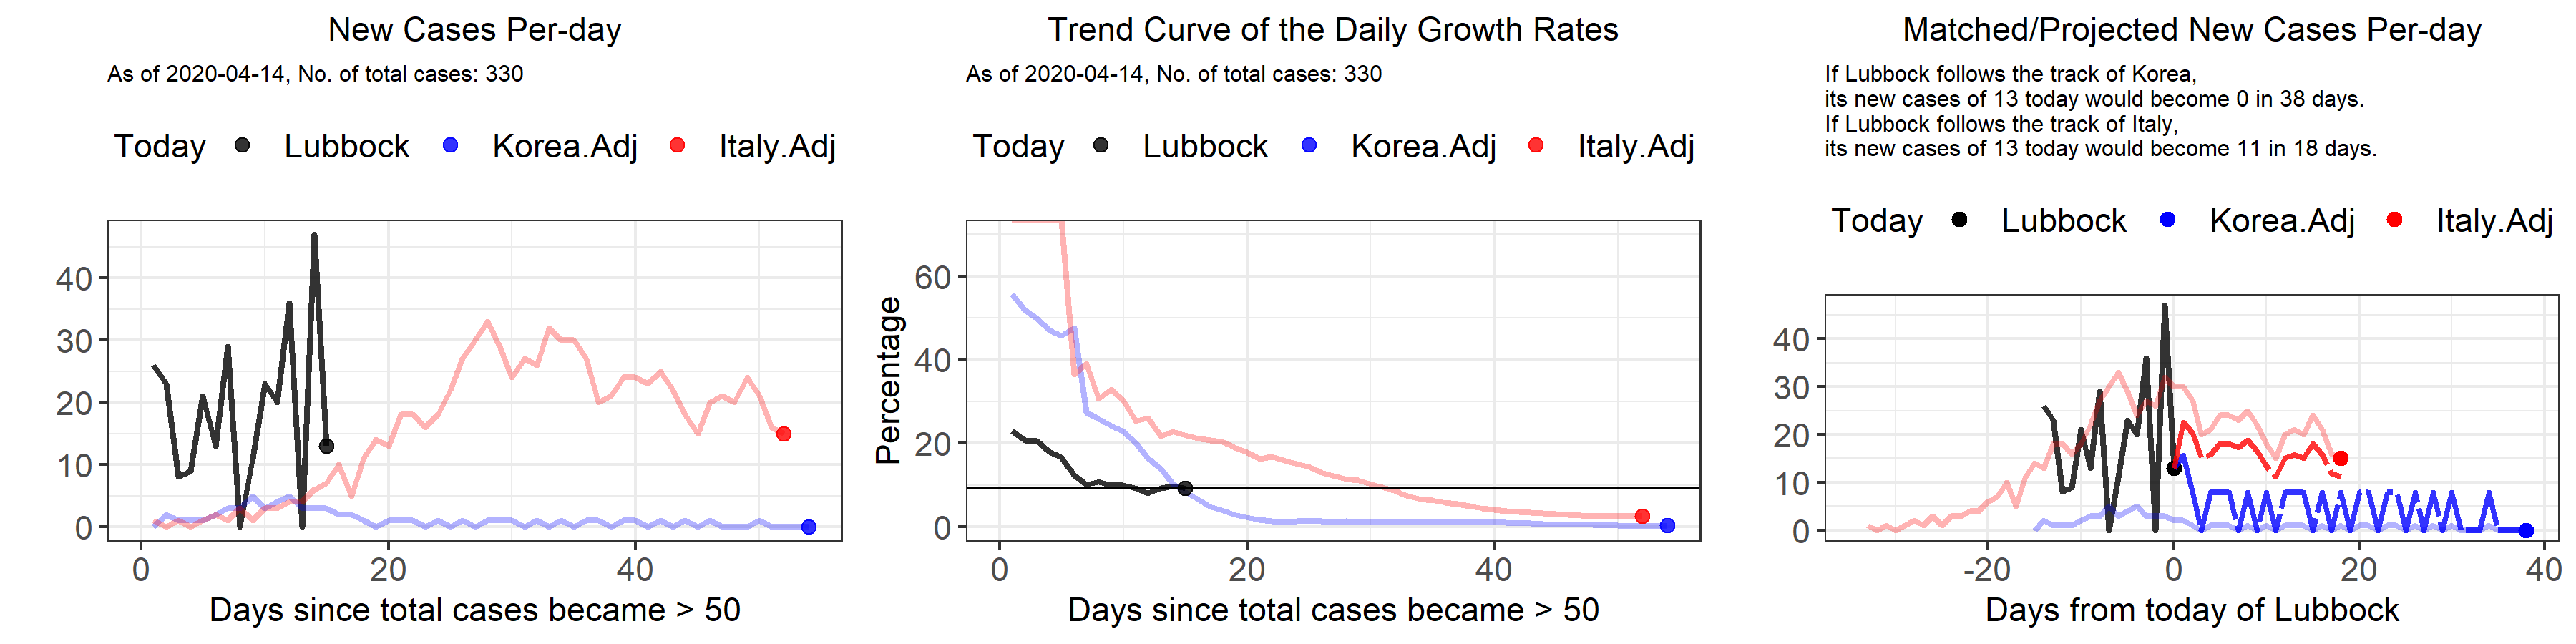 New Cases Per-day
As of 2020-04-14, No. of total cases: 330
Today Lubbock Korea.Adj Italy.Adj
40
30
20
10
0
0 20 40
Days since total cases became > 50
Trend Curve of the Daily Growth Rates
As of 2020-04-14, No. of total cases: 330
Today Lubbock Korea.Adj Italy.Adj
Percentage
60
40
20
0
0 20 40
Days since total cases became > 50
Matched/Projected New Cases Per-day
If Lubbock follows the track of Korea,
its new cases of 13 today would become 0 in 38 days.
If Lubbock follows the track of Italy,
its new cases of 13 today would become 11 in 18 days.
Today Lubbock Korea.Adj Italy.Adj
40
30
20
10
0
-20 0 20 40
Days from today of Lubbock